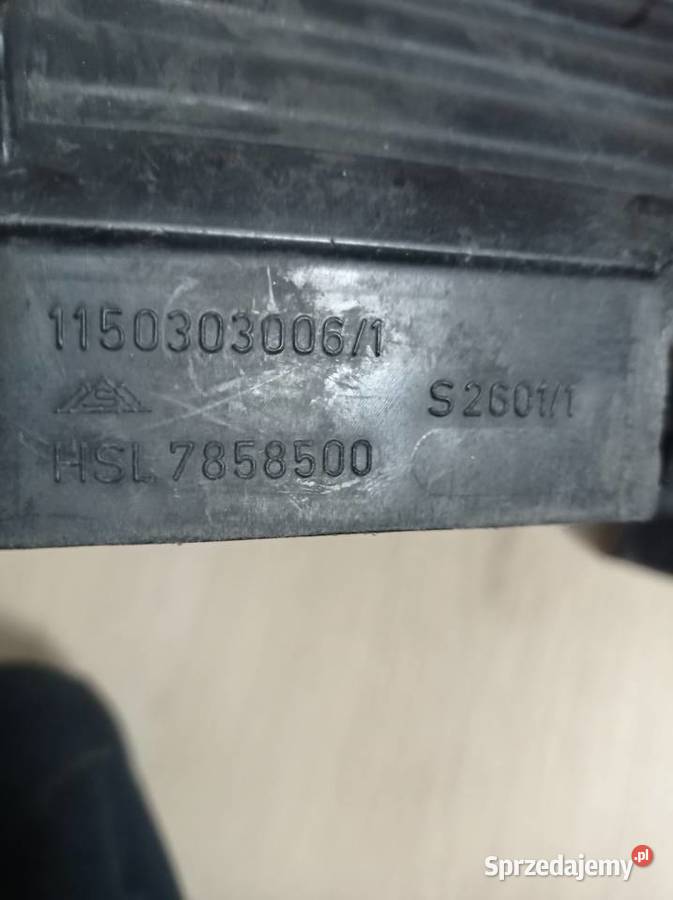 1150303006/1
S2601/1
HSL 7858500
Sprzedajemy.pl